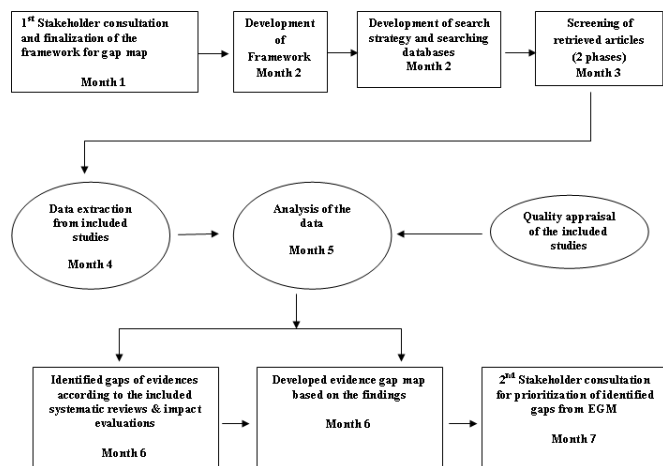 1st Stakeholder consultation
and finalization of the
framework for gap map
Month 1
Development
of
Framework
Month 2
Development of search
strategy and searching
databases
Month 2
Screening of
retrieved articles
(2 phases)
Month 3
Data extraction
from included
studies
Month 4
Analysis of the
data
Month 5
Quality appraisal
of the included
studies
Identified gaps of evidences
according to the included
systematic reviews & impact
evaluations
Month 6
Developed evidence gap map
based on the findings
Month 6
2nd Stakeholder consultation
for prioritization of identified
gaps from EGM
Month 7